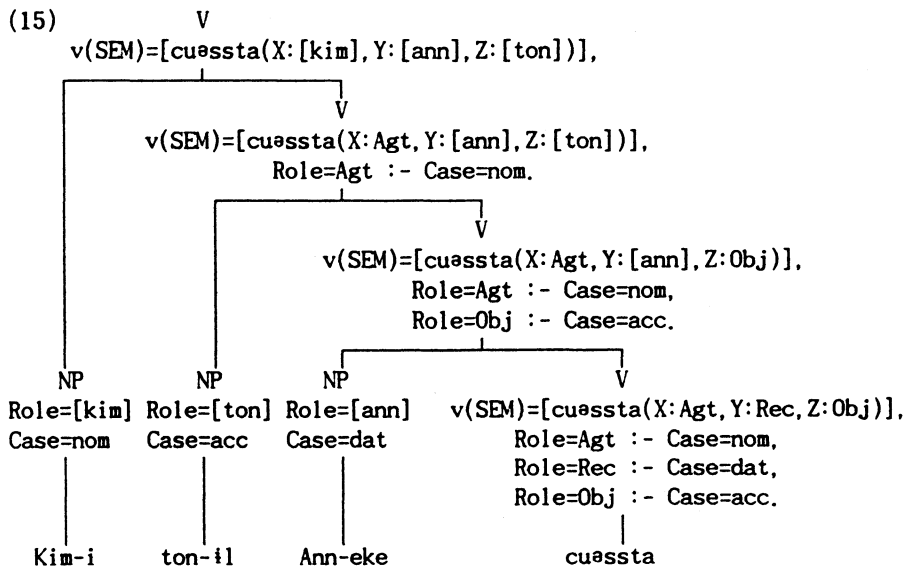 (15) V
v(SEM)=[cuəssta(X:[kim],Y:[ann],Z:[ton])],
V
v(SEM)=[cuəssta(X:Agt,Y:[ann],Z:[ton])],
Role=Agt :- Case=nom.
V
v(SEM)=[cuəssta(X:Agt,Y:[ann],Z:Obj)],
Role=Agt :- Case=nom,
Role=Obj :- Case=acc.
NP NP NP V
Role=[kim] Role=[ton] Role=[ann] v(SEM)=[cuəssta(X:Agt,Y:Rec,Z:Obj)],
Case=nom Case=acc Case=dat Role=Agt :- Case=nom,
Role=Rec :- Case=dat,
Role=Obj :- Case=acc.
Kim-i ton-ɨl Ann-eke cuəssta